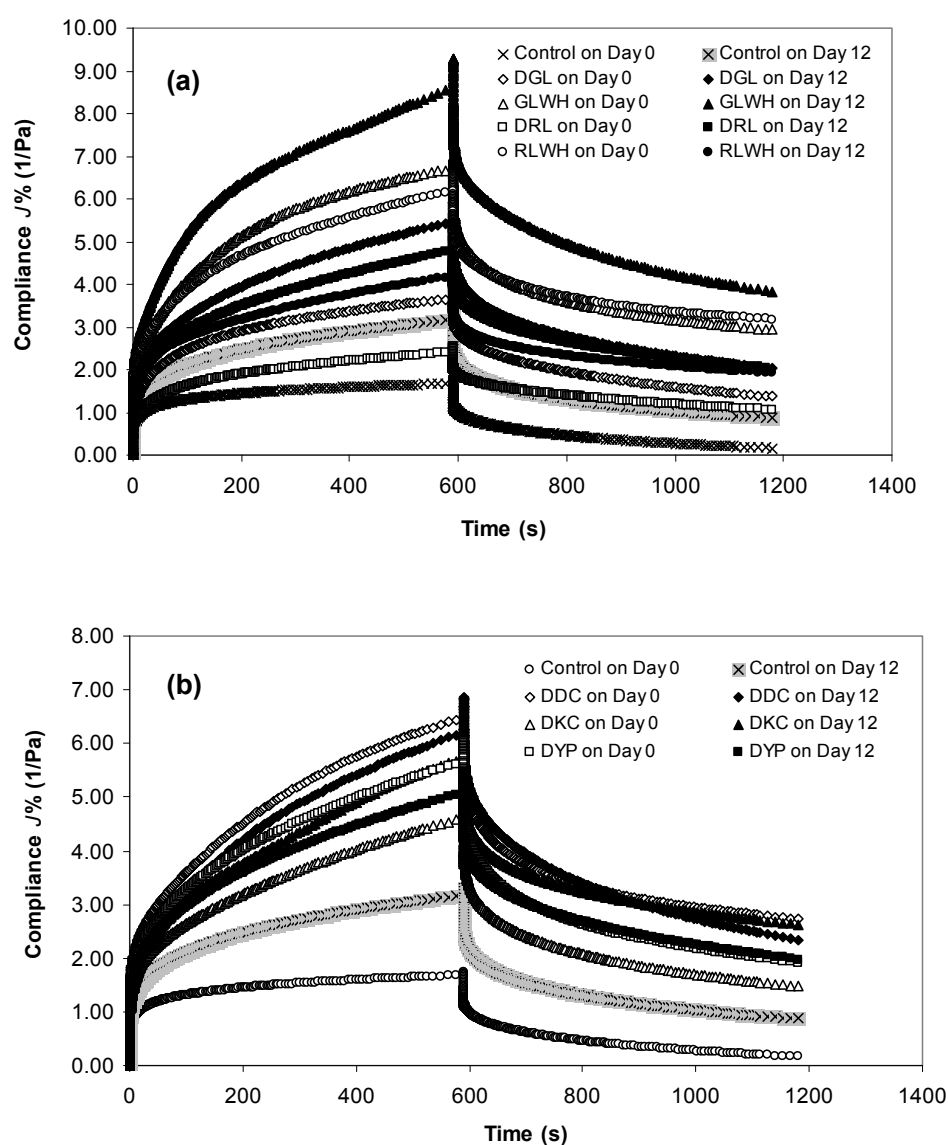 10.00
9.00
8.00
7.00
6.00
5.00
4.00
3.00
2.00
1.00
0.00
Compliance J% (1/Pa)
(a)
Control on Day 0 Control on Day 12
DGL on Day 0 DGL on Day 12
GLWH on Day 0 GLWH on Day 12
DRL on Day 0 DRL on Day 12
RLWH on Day 0 RLWH on Day 12
0 200 400 600 800 1000 1200 1400
Time (s)
8.00
7.00
6.00
5.00
4.00
3.00
2.00
1.00
0.00
Compliance J% (1/Pa)
(b)
Control on Day 0 Control on Day 12
DDC on Day 0 DDC on Day 12
DKC on Day 0 DKC on Day 12
DYP on Day 0 DYP on Day 12
0 200 400 600 800 1000 1200 1400
Time (s)